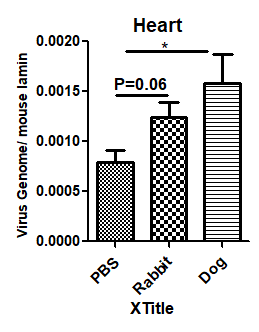 Heart
Virus Genome/ mouse lamin
0.0020
0.0015
0.0010
0.0005
0.0000
*
P=0.06
PBS
Rabbit
Dog
XTitle